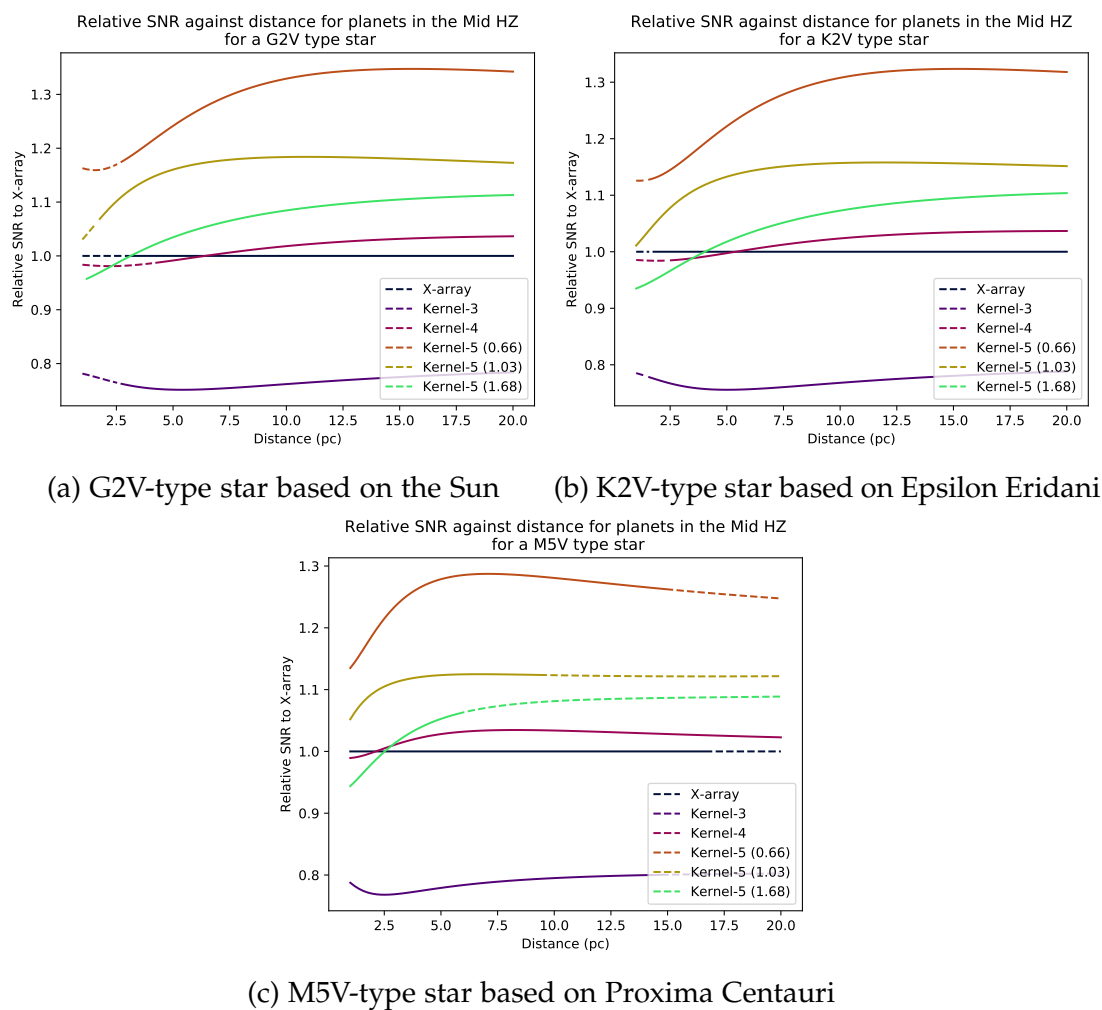 Relative SNR against distance for planets in the Mid HZ
for a G2V type star
Relative SNR to X-array
1.3
1.2
1.1
1.0
0.9
0.8
X-array
Kernel-3
Kernel-4
Kernel-5 (0.66)
Kernel-5 (1.03)
Kernel-5 (1.68)
2.5 5.0 7.5 10.0 12.5 15.0 17.5 20.0
Distance (pc)
(a) G2V-type star based on the Sun
Relative SNR against distance for planets in the Mid HZ
for a K2V type star
Relative SNR to X-array
1.3
1.2
1.1
1.0
0.9
0.8
X-array
Kernel-3
Kernel-4
Kernel-5 (0.66)
Kernel-5 (1.03)
Kernel-5 (1.68)
2.5 5.0 7.5 10.0 12.5 15.0 17.5 20.0
Distance (pc)
(b) K2V-type star based on Epsilon Eridani
Relative SNR against distance for planets in the Mid HZ
for a M5V type star
Relative SNR to X-array
1.3
1.2
1.1
1.0
0.9
0.8
X-array
Kernel-3
Kernel-4
Kernel-5 (0.66)
Kernel-5 (1.03)
Kernel-5 (1.68)
2.5 5.0 7.5 10.0 12.5 15.0 17.5 20.0
Distance (pc)
(c) M5V-type star based on Proxima Centauri